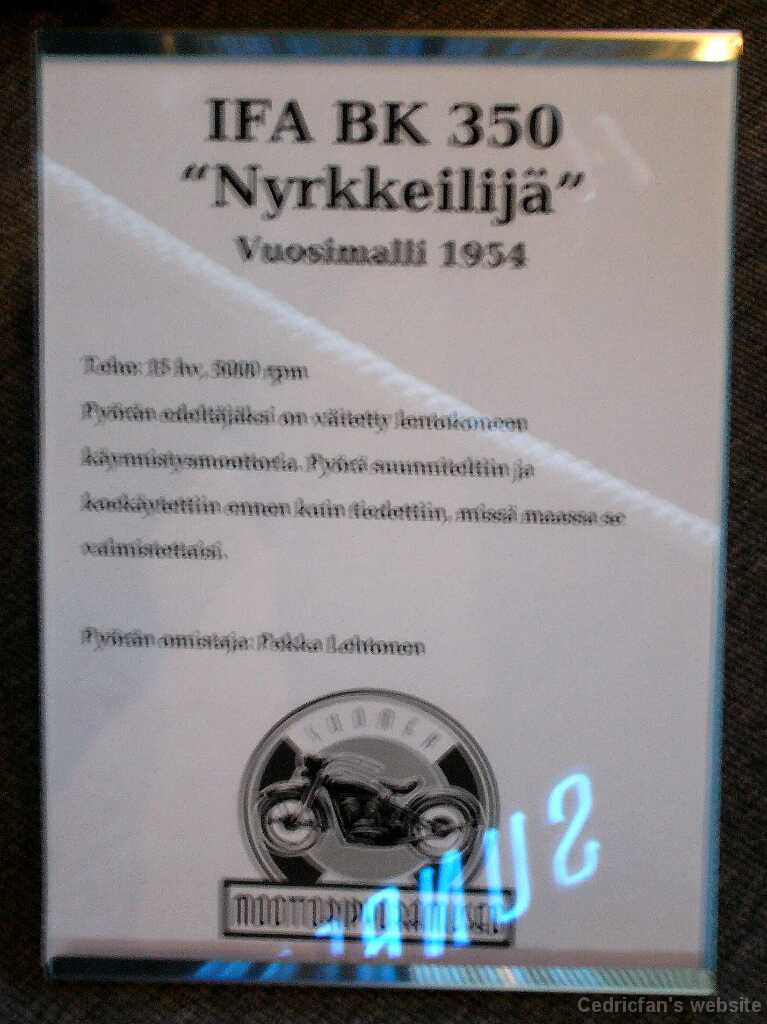 IFA BK 350
“Nyrkkeilijä”
Vuosimalli 1954
Teho: 15 hv, 5000 rpm
Pyörän edeltäjäksi on väitetty lentokoneen
käynnistysmoottoria. Pyörä suunniteltiin ja
koekäytettiin ennen kuin tiedettiin, missä maassa se
valmistettaisi.
Pyörän omistaja: Pekka Lehtonen
SUOMEN
Cedricfan's website